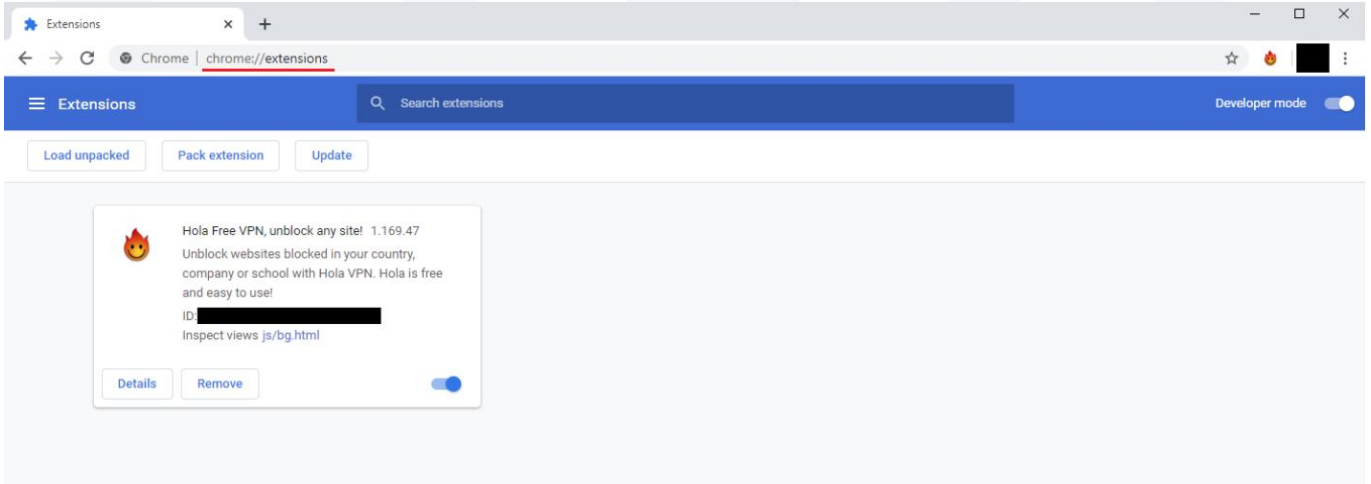 Extensions
Chrome | chrome://extensions
Extensions
Search extensions
Developer mode
Load unpacked
Pack extension
Update
Hola Free VPN, unblock any site! 1.169.47
Unblock websites blocked in your country,
company or school with Hola VPN. Hola is free
and easy to use!
ID:
Inspect views js/bg.html
Details
Remove